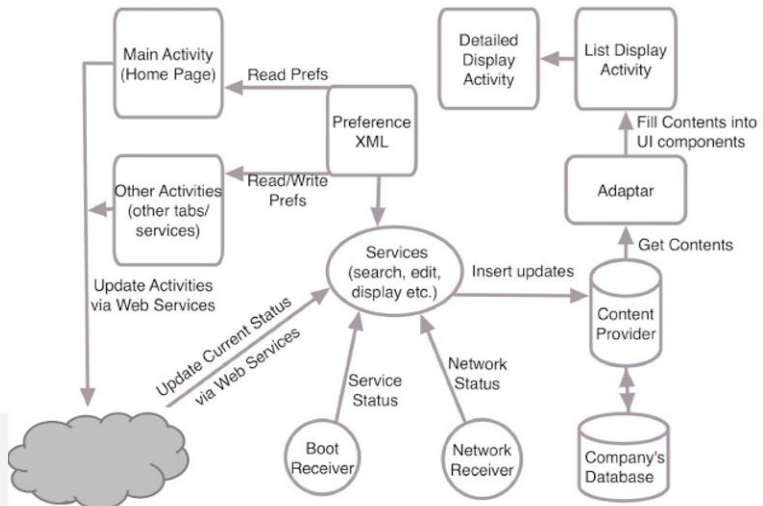 Main Activity
(Home Page)
Read Prefs
Detailed
Display
Activity
List Display
Activity
Preference
XML
Fill Contents into
UI components
Other Activities
(other tabs/
services)
Read/Write
Prefs
Adaptar
Get Contents
Services
(search, edit,
display etc.)
Insert updates
Update Activities
via Web Services
Update Current Status
via Web Services
Content
Provider
Service
Status
Network
Status
Boot
Receiver
Network
Receiver
Company's
Database